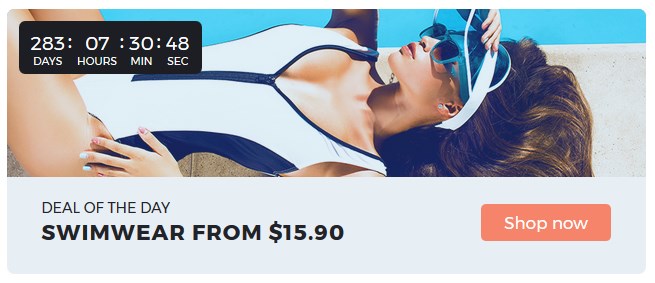 283 : 07 : 30 : 48
DAYS HOURS MIN SEC
DEAL OF THE DAY
SWIMWEAR FROM $15.90
Shop now